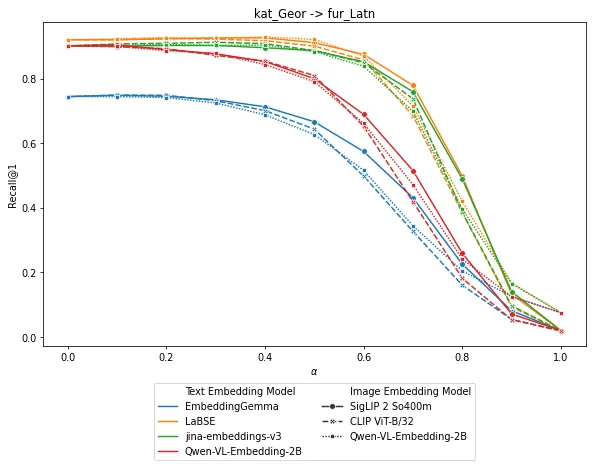 kat_Geor -> fur_Latn
Recall@1
0.8
0.6
0.4
0.2
0.0
0.0 0.2 0.4 0.6 0.8 1.0
α
Text Embedding Model
EmbeddingGemma
LaBSE
jina-embeddings-v3
Qwen-VL-Embedding-2B
Image Embedding Model
SigLIP 2 So400m
CLIP ViT-B/32
Qwen-VL-Embedding-2B